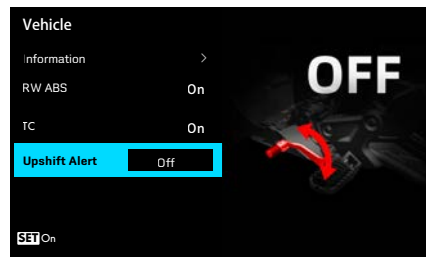 Vehicle
Information >
OFF
RW ABS On
TC On
Upshift Alert Off
SET On